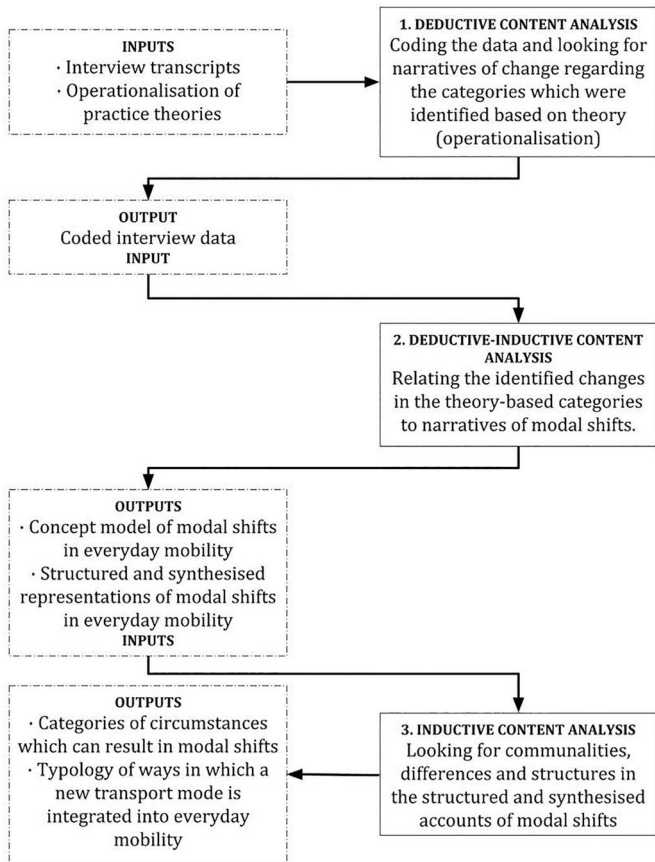 INPUTS
· Interview transcripts
· Operationalisation of
practice theories
1. DEDUCTIVE CONTENT ANALYSIS
Coding the data and looking for
narratives of change regarding
the categories which were
identified based on theory
(operationalisation)
OUTPUT
Coded interview data
INPUT
2. DEDUCTIVE-INDUCTIVE CONTENT
ANALYSIS
Relating the identified changes
in the theory-based categories
to narratives of modal shifts.
OUTPUTS
· Concept model of modal shifts
in everyday mobility
· Structured and synthesised
representations of modal shifts
in everyday mobility
INPUTS
3. INDUCTIVE CONTENT ANALYSIS
Looking for communalities,
differences and structures in
the structured and synthesised
accounts of modal shifts
OUTPUTS
· Categories of circumstances
which can result in modal shifts
· Typology of ways in which a
new transport mode is
integrated into everyday
mobility